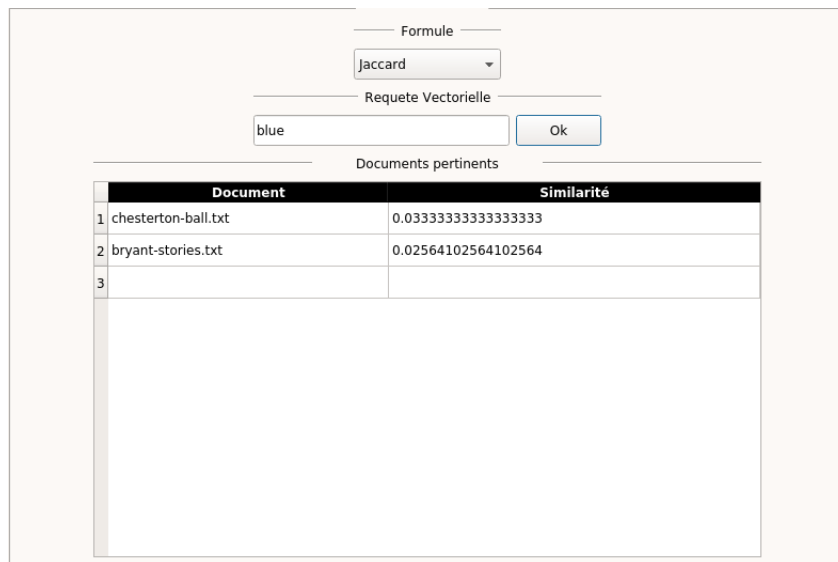 Formule
Jaccard
Requete Vectorielle
blue Ok
Documents pertinents
Document Similarité
1 chesterton-ball.txt 0.03333333333333333
2 bryant-stories.txt 0.02564102564102564
3